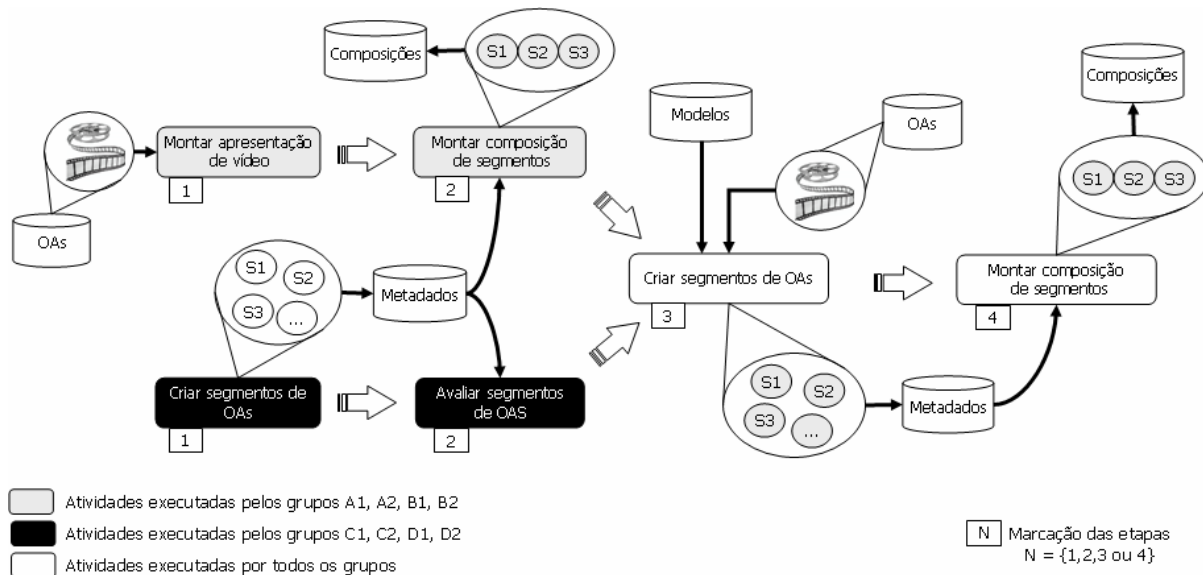 Composições
S1 S2 S3
Montar apresentação
de vídeo
1
Montar composição
de segmentos
2
OAs
S1
S2
S3
...
Metadados
Criar segmentos de
OAs
1
Avaliar segmentos
de OAS
2
Modelos
OAs
Criar segmentos de OAs
3
S1
S2
S3
...
Metadados
Composições
S1 S2 S3
Montar composição
de segmentos
4
Atividades executadas pelos grupos A1, A2, B1, B2
Atividades executadas pelos grupos C1, C2, D1, D2
Atividades executadas por todos os grupos
N Marcação das etapas
N = {1,2,3 ou 4}